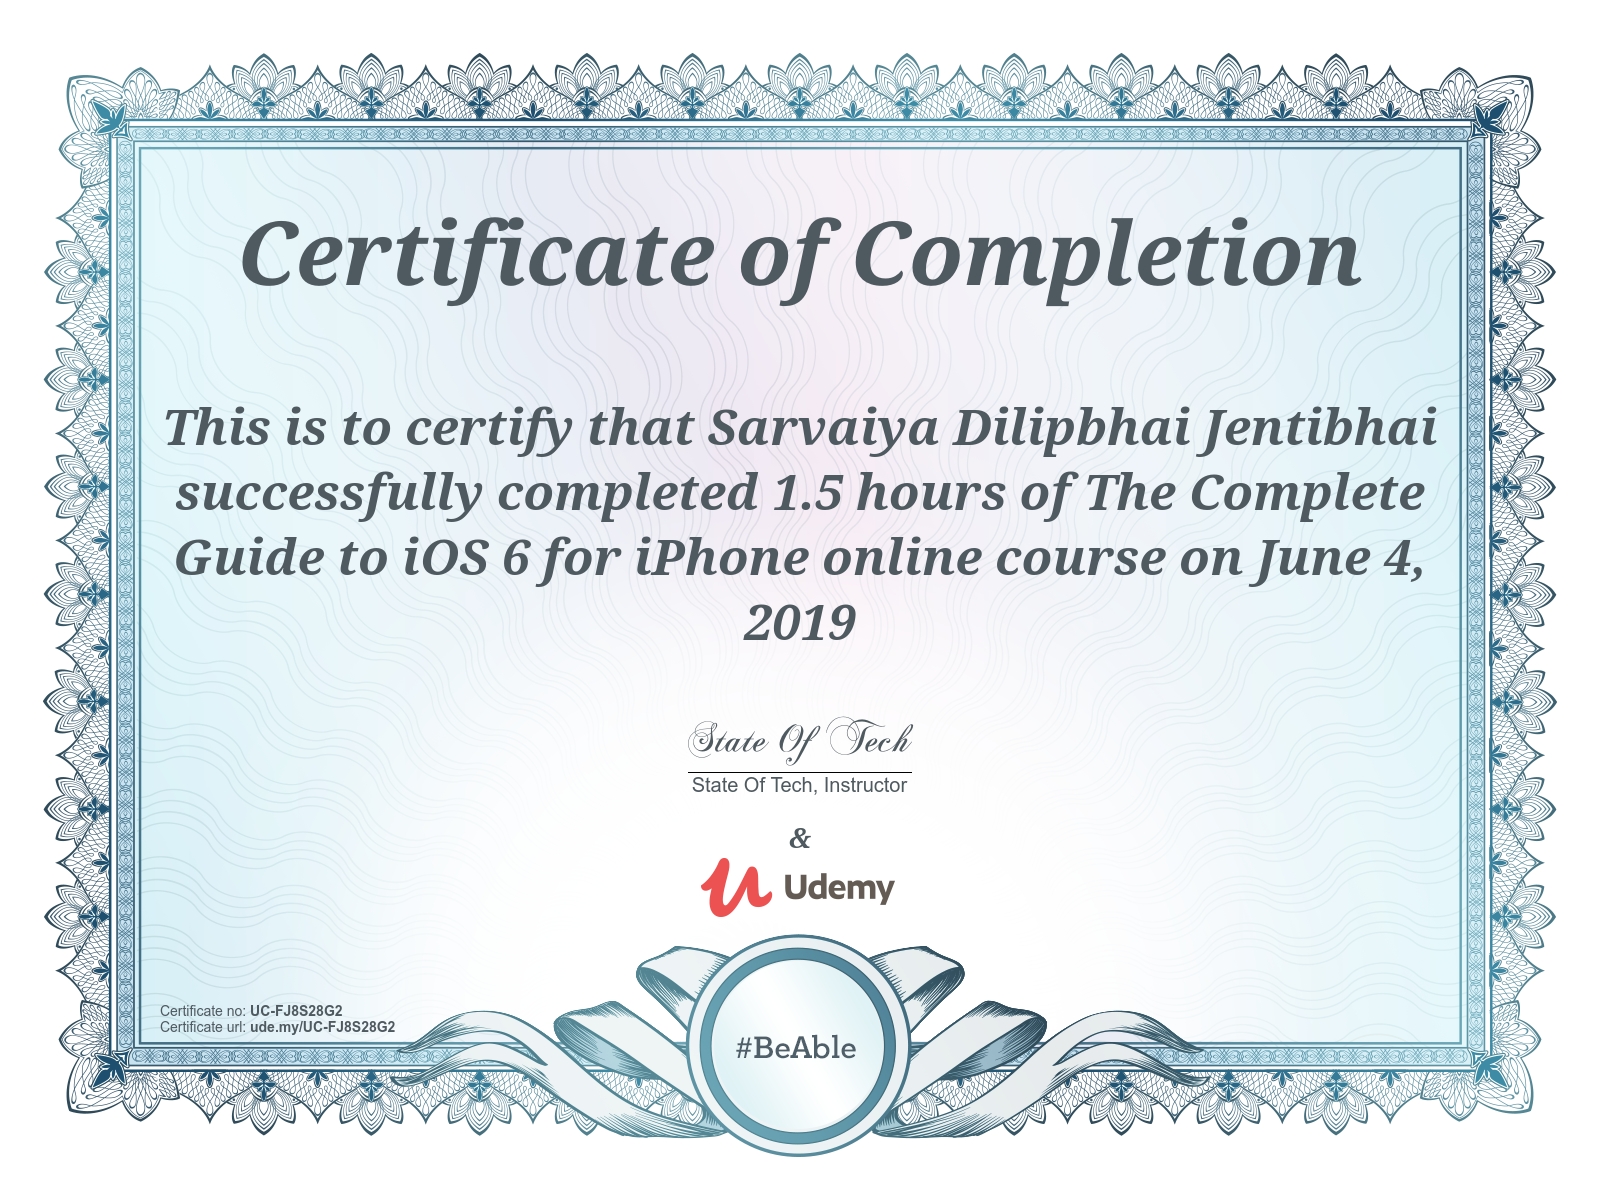 Certificate of Completion
This is to certify that Sarvaiya Dilipbhai Jentibhai
successfully completed 1.5 hours of The Complete
Guide to iOS 6 for iPhone online course on June 4,
2019
State Of Tech
State Of Tech, Instructor
&
Udemy
Certificate no: UC-FJ8S28G2
Certificate url: ude.my/UC-FJ8S28G2
#BeAble